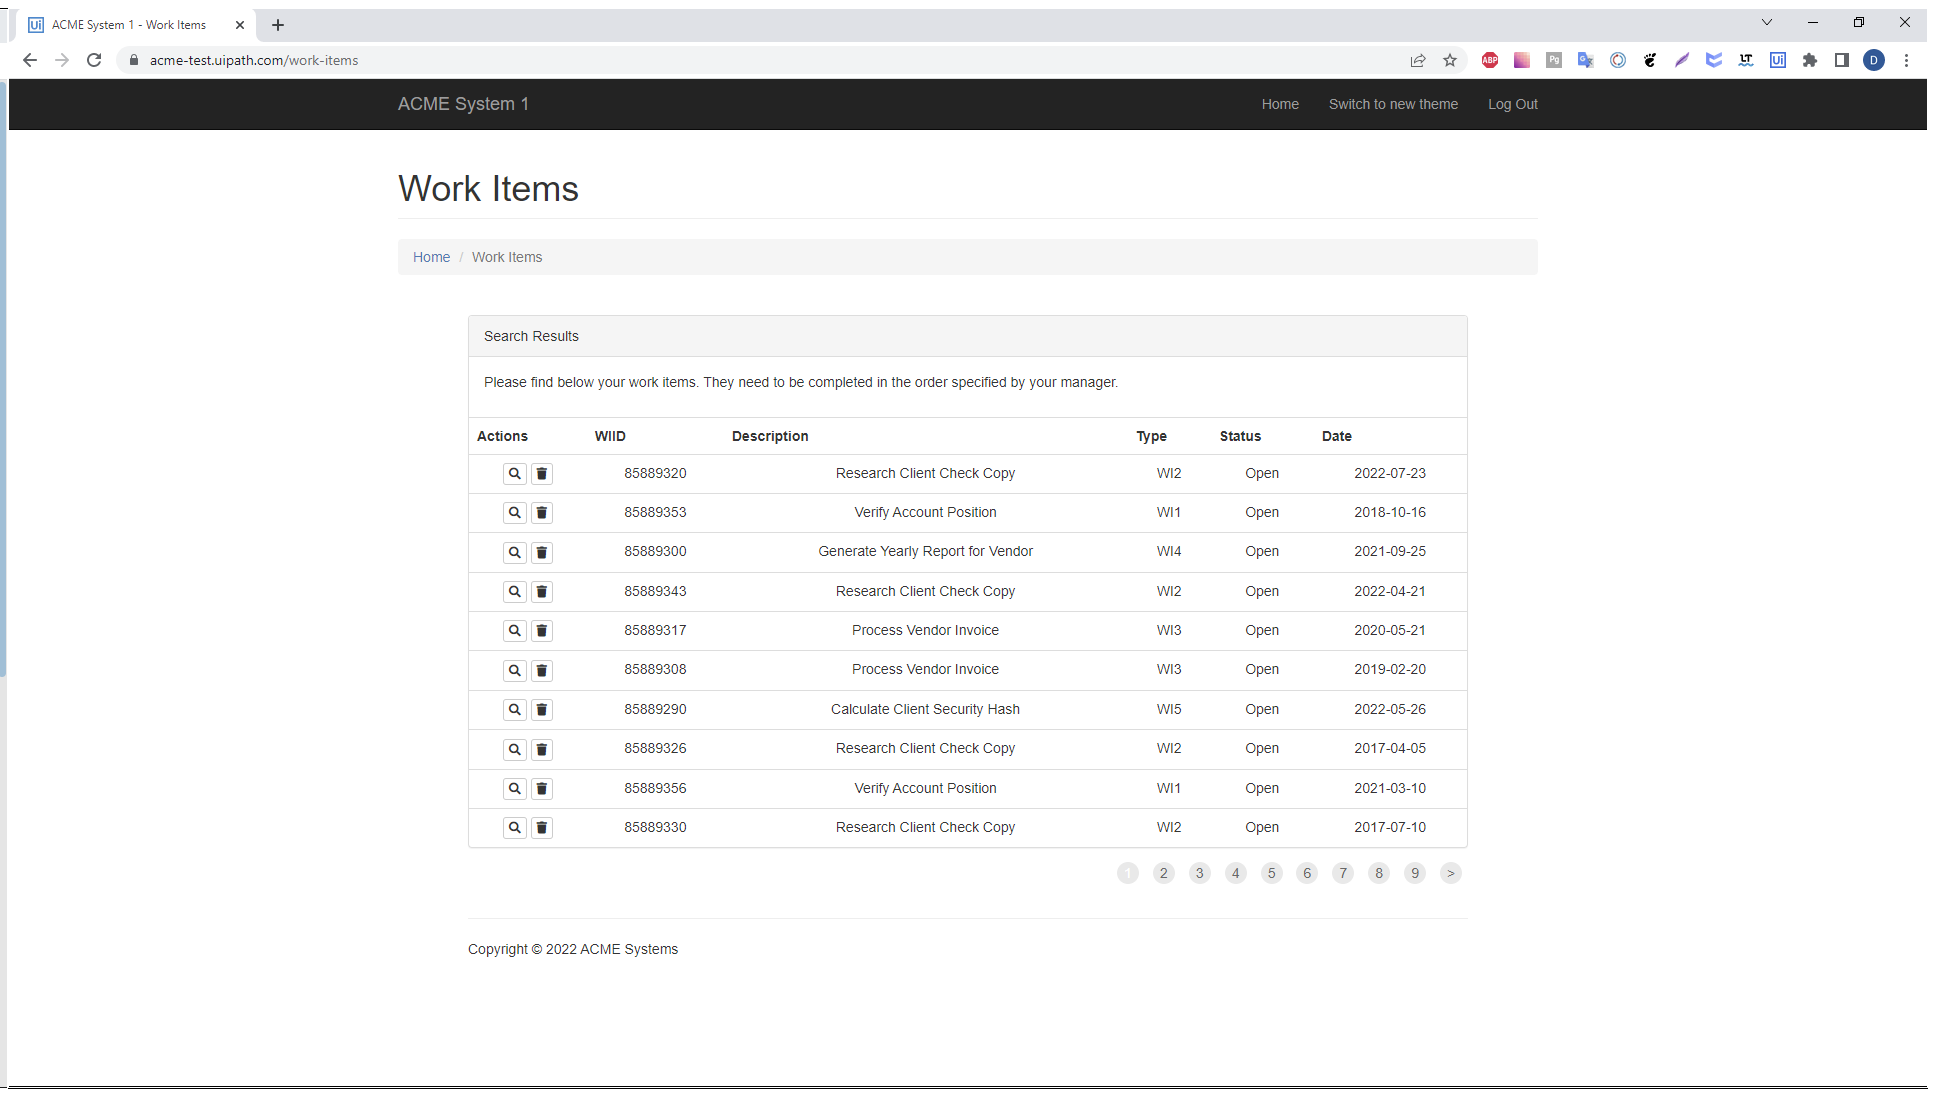 ACME System 1 - Work Items
acme-test.uipath.com/work-items
ABP Pg LT Ui D
ACME System 1 Home Switch to new theme Log Out
Work Items
Home / Work Items
Search Results
Please find below your work items. They need to be completed in the order specified by your manager.
Actions WIID Description Type Status Date
85889320 Research Client Check Copy WI2 Open 2022-07-23
85889353 Verify Account Position WI1 Open 2018-10-16
85889300 Generate Yearly Report for Vendor WI4 Open 2021-09-25
85889343 Research Client Check Copy WI2 Open 2022-04-21
85889317 Process Vendor Invoice WI3 Open 2020-05-21
85889308 Process Vendor Invoice WI3 Open 2019-02-20
85889290 Calculate Client Security Hash WI5 Open 2022-05-26
85889326 Research Client Check Copy WI2 Open 2017-04-05
85889356 Verify Account Position WI1 Open 2021-03-10
85889330 Research Client Check Copy WI2 Open 2017-07-10
1 2 3 4 5 6 7 8 9 >
Copyright © 2022 ACME Systems